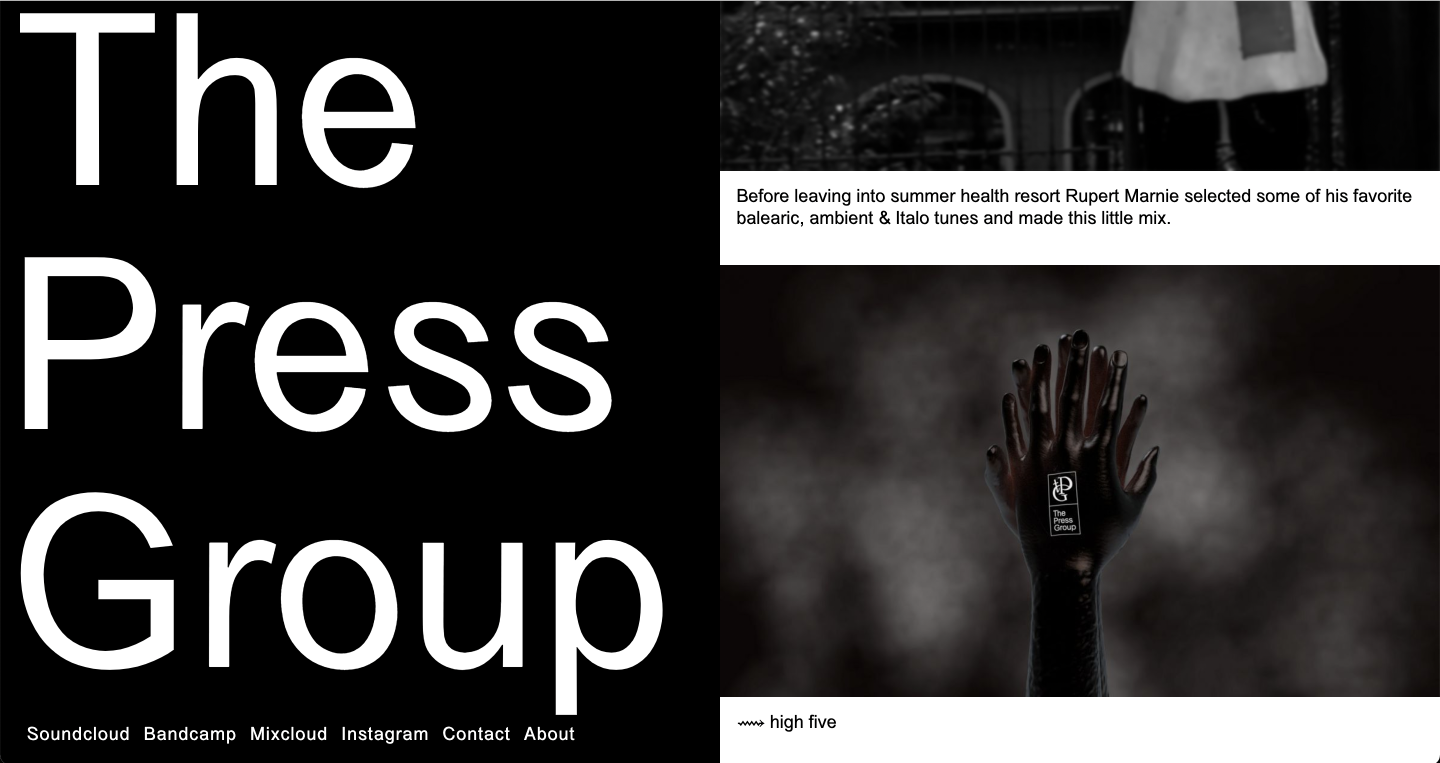 The
Press
Group
Soundcloud Bandcamp Mixcloud Instagram Contact About
Before leaving into summer health resort Rupert Marnie selected some of his favorite
balearic, ambient & Italo tunes and made this little mix.
tPG
The
Press
Group
⇝ high five